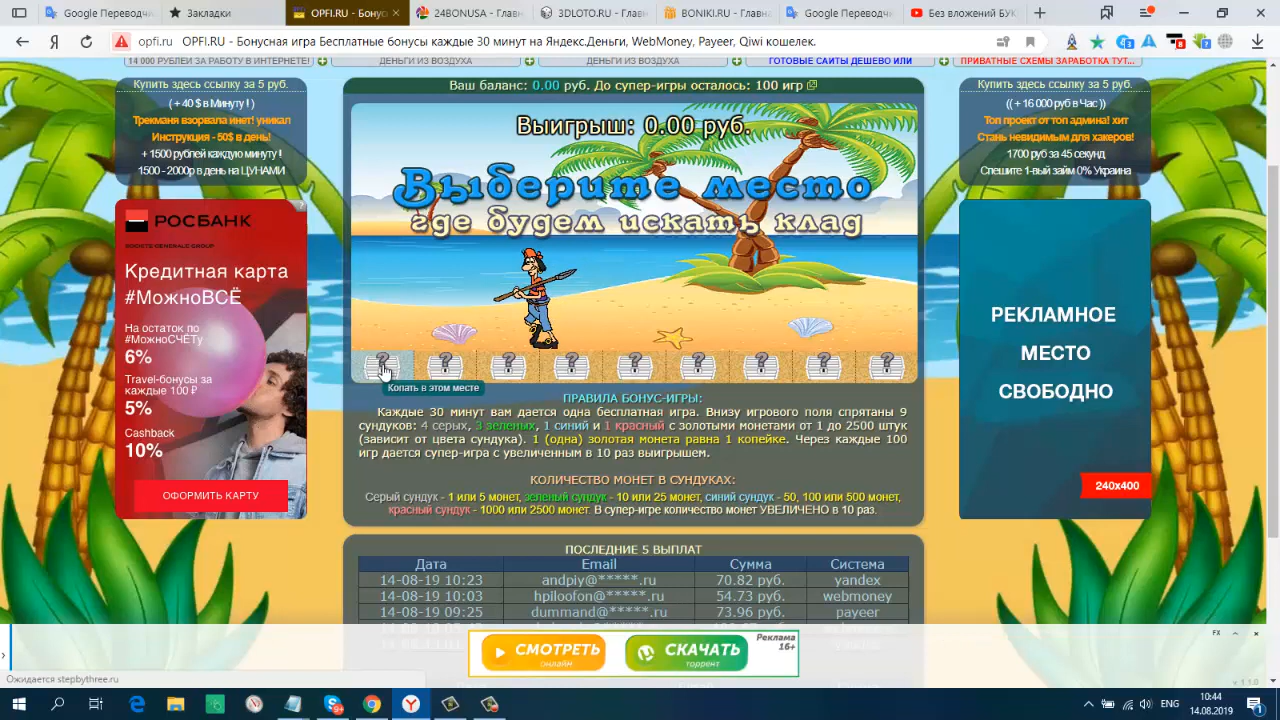 OPFI.RU - Бонус
24BONUS - Главн
Google Переводч
STARIKI.RU - Глав
KOT
Google Переводч
3DLOTO.RU - Глав
BONIKI.RU - Главн
Google Переводч
Без вложений БУК
opfi.ru OPFI.RU - Бонусная игра Бесплатные бонусы каждые 30 минут на Яндекс.Деньги, WebMoney, Payeer, Qiwi кошелек.
14 000 РУБЛЕЙ ЗА РАБОТУ В ИНТЕРНЕТЕ!
ДЕНЬГИ ИЗ ВОЗДУХА
ДЕНЬГИ ИЗ ВОЗДУХА
ГОТОВЫЕ САЙТЫ ДЕШЕВО ИЛИ
ПРИВАТНЫЕ СХЕМЫ ЗАРАБОТКА ТУТ...
Купить здесь ссылку за 5 руб.
( + 40 $ в Минуту ! )
Трекманя взорвала инет! уникал
Инструкция - 50$ в день!
+ 1500 рублей каждую минуту !
1500 - 2000р в день на ЦУНАМИ
РОСБАНК
SOCIETE GENERALE GROUP
Кредитная карта
#МожноВСЁ
На остаток по
#МожноСЧЁТу
6%
Travel-бонусы за
каждые 100 ₽
5%
Cashback
10%
ОФОРМИТЬ КАРТУ
Ваш баланс: 0.00 руб. До супер-игры осталось: 100 игр
Выигрыш: 0.00 руб.
Выберите место
где будем искать клад
? ? ? ? ? ? ? ? ?
Копать в этом месте
ПРАВИЛА БОНУС-ИГРЫ:
Каждые 30 минут вам дается одна бесплатная игра. Внизу игрового поля спрятаны 9
сундуков: 4 серых, 3 зеленых, 1 синий и 1 красный с золотыми монетами от 1 до 2500 штук
(зависит от цвета сундука). 1 (одна) золотая монета равна 1 копейке. Через каждые 100
игр дается супер-игра с увеличенным в 10 раз выигрышем.
КОЛИЧЕСТВО МОНЕТ В СУНДУКАХ:
Серый сундук - 1 или 5 монет, зеленый сундук - 10 или 25 монет, синий сундук - 50, 100 или 500 монет,
красный сундук - 1000 или 2500 монет. В супер-игре количество монет УВЕЛИЧЕНО в 10 раз.
ПОСЛЕДНИЕ 5 ВЫПЛАТ
Дата Email Сумма Система
14-08-19 10:23 andpiy@*****.ru 70.82 руб. yandex
14-08-19 10:03 hpiloofon@*****.ru 54.73 руб. webmoney
14-08-19 09:25 dummand@*****.ru 73.96 руб. payeer
Купить здесь ссылку за 5 руб.
(( + 16 000 руб в Час ))
Топ проект от топ админа! хит
Стань невидимым для хакеров!
1700 руб за 45 секунд
Спешите 1-вый займ 0% Украина
РЕКЛАМНОЕ
МЕСТО
СВОБОДНО
240x400
СМОТРЕТЬ
онлайн
СКАЧАТЬ
торрент
Реклама
16+
FX
v. 1.1.0
Ожидается stepbythree.ru
ENG
10:44
14.08.2019